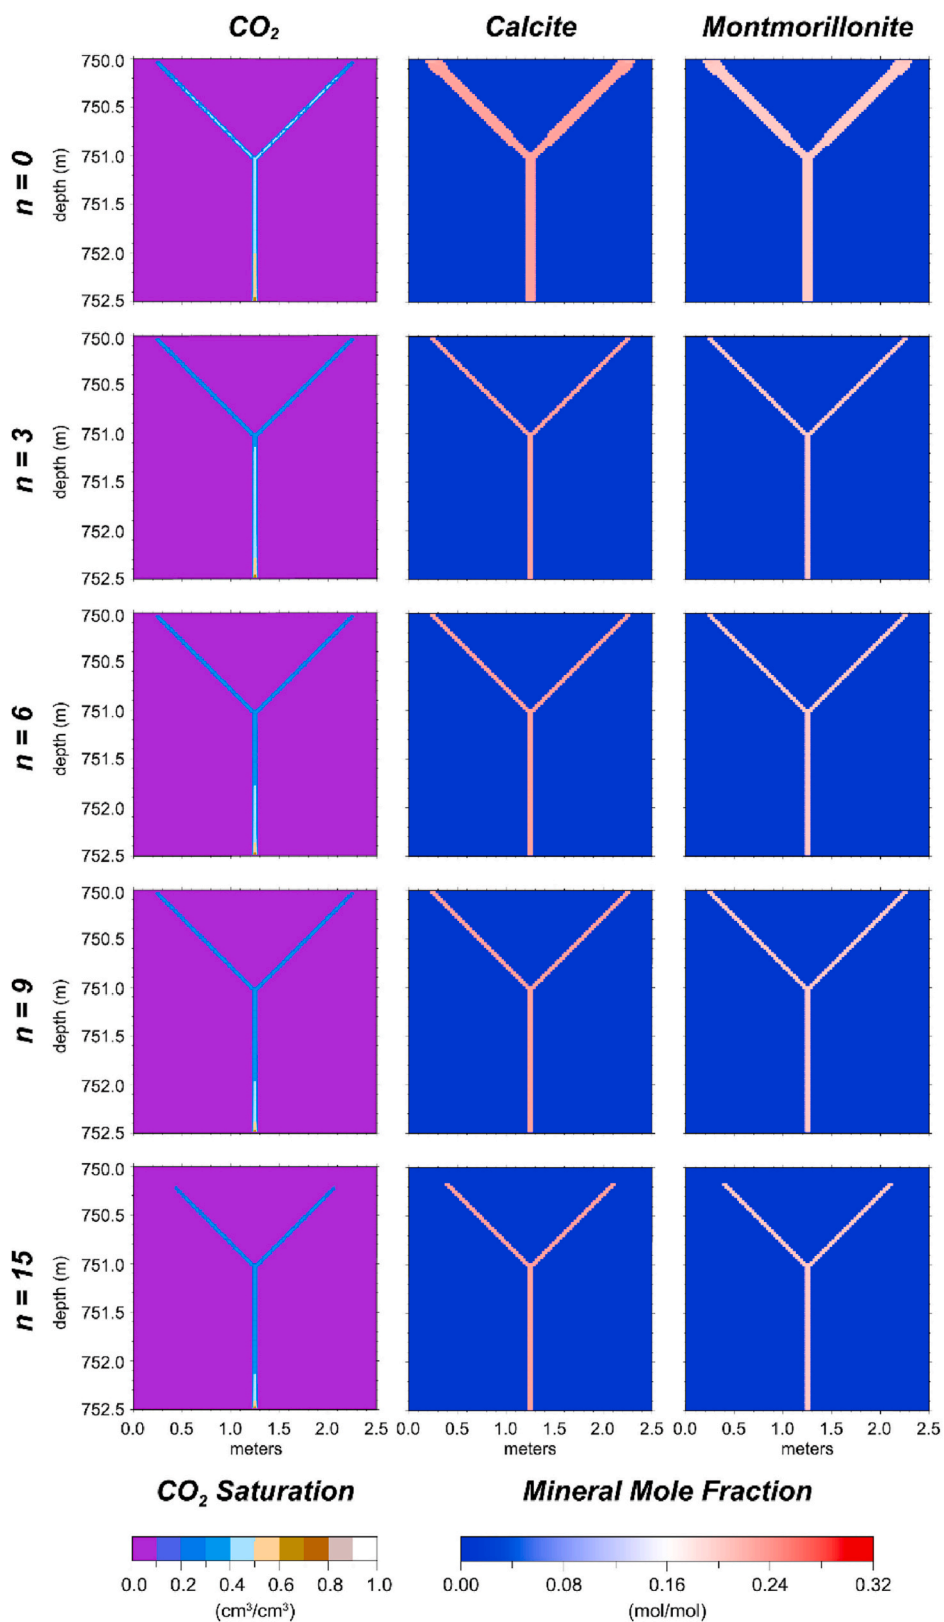 CO₂ Calcite Montmorillonite
n = 0
depth (m)
750.0
750.5
751.0
751.5
752.0
752.5
n = 3
depth (m)
750.0
750.5
751.0
751.5
752.0
752.5
n = 6
depth (m)
750.0
750.5
751.0
751.5
752.0
752.5
n = 9
depth (m)
750.0
750.5
751.0
751.5
752.0
752.5
n = 15
depth (m)
750.0
750.5
751.0
751.5
752.0
752.5
0.0 0.5 1.0 1.5 2.0 2.5 0.0 0.5 1.0 1.5 2.0 2.5 0.0 0.5 1.0 1.5 2.0 2.5
meters meters meters
CO₂ Saturation Mineral Mole Fraction
0.0 0.2 0.4 0.6 0.8 1.0 0.00 0.08 0.16 0.24 0.32
(cm³/cm³) (mol/mol)